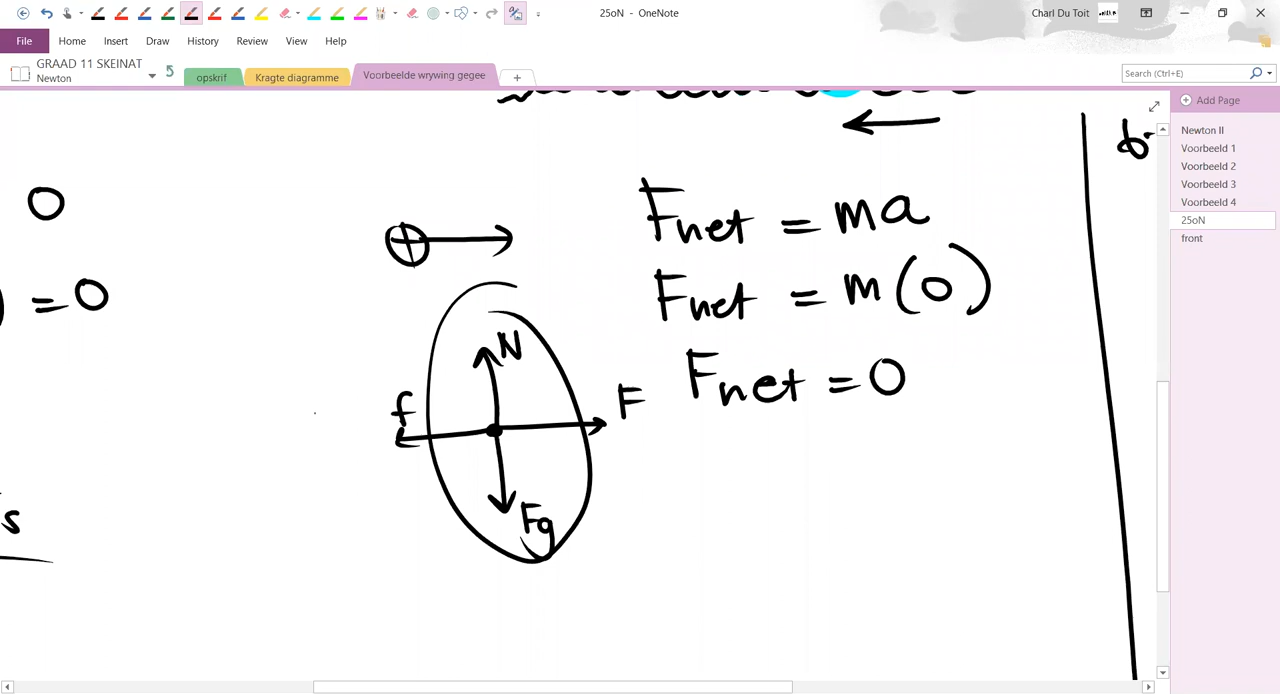 25oN - OneNote
Charl Du Toit
File Home Insert Draw History Review View Help
GRAAD 11 SKEINAT
Newton
opskrif
Kragte diagramme
Voorbeelde wrywing gegee
+
Search (Ctrl+E)
Add Page
Newton II
Voorbeeld 1
Voorbeeld 2
Voorbeeld 3
Voorbeeld 4
25oN
front
0
) = 0
s
+
N
f
F
Fg
Fnet = ma
Fnet = m(0)
Fnet = 0